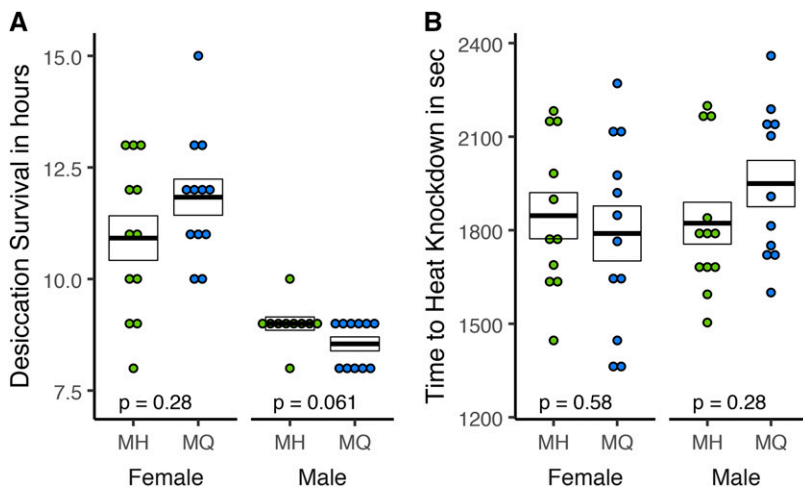 A
Desiccation Survival in hours
15.0
12.5
10.0
7.5
p = 0.28
p = 0.061
MH
MQ
MH
MQ
Female
Male
B
Time to Heat Knockdown in sec
2400
2100
1800
1500
1200
p = 0.58
p = 0.28
MH
MQ
MH
MQ
Female
Male